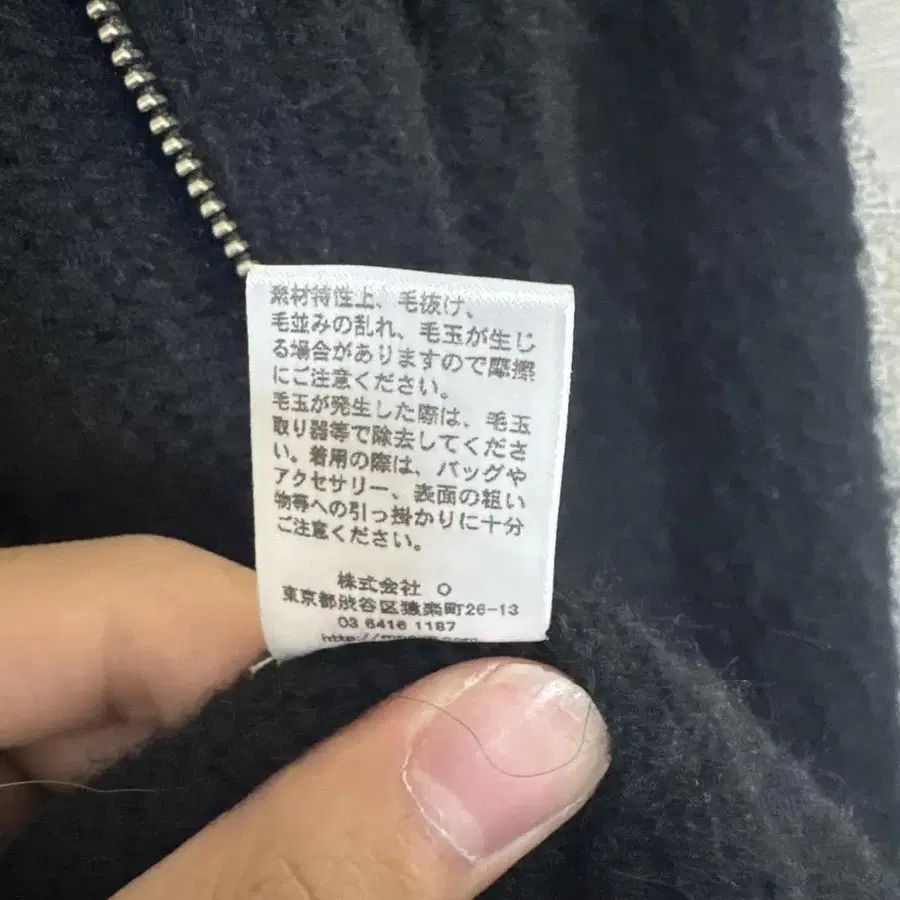 素材特性上、毛抜け、
毛並みの乱れ、毛玉が生じ
る場合がありますので摩擦
にご注意ください。
毛玉が発生した際は、毛玉
取り器等で除去してくださ
い。着用の際は、バッグや
アクセサリー、表面の粗い
物等への引っ掛かりに十分
ご注意ください。
株式会社 O
東京都渋谷区猿楽町26-13
03 6416 1187